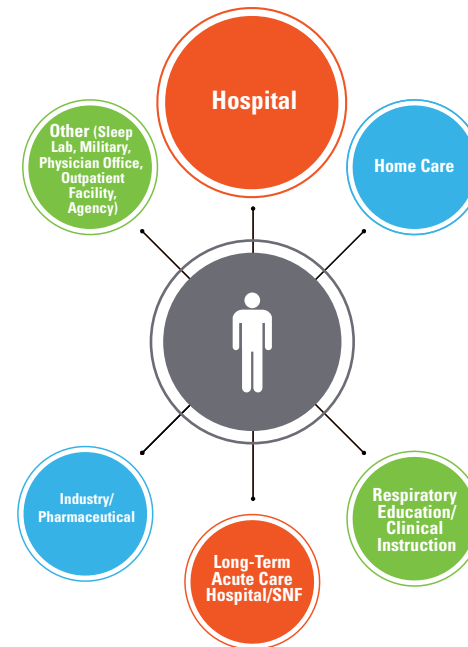 Hospital
Other (Sleep
Lab, Military,
Physician Office,
Outpatient
Facility,
Agency)
Home Care
Industry/
Pharmaceutical
Respiratory
Education/
Clinical
Instruction
Long-Term
Acute Care
Hospital/SNF